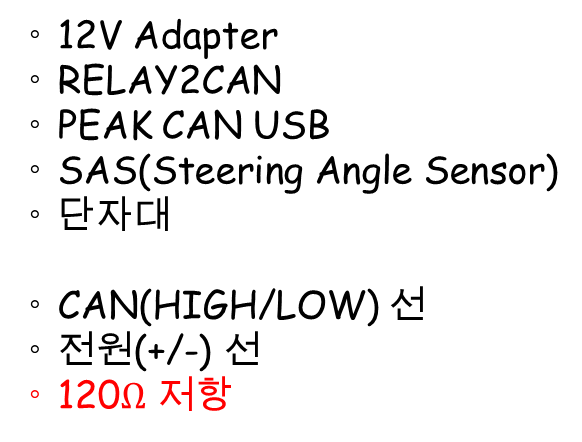 ◦ 12V Adapter
◦ RELAY2CAN
◦ PEAK CAN USB
◦ SAS(Steering Angle Sensor)
◦ 단자대
◦ CAN(HIGH/LOW) 선
◦ 전원(+/-) 선
◦ 120Ω 저항